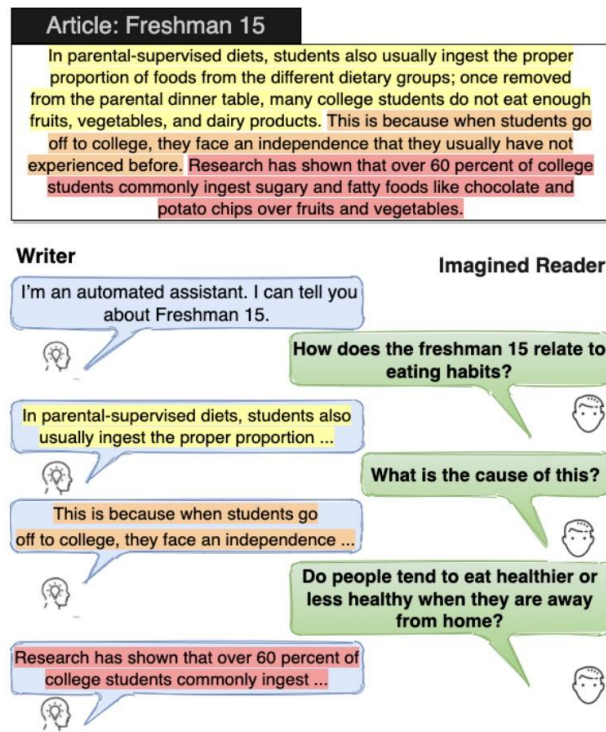 Article: Freshman 15
In parental-supervised diets, students also usually ingest the proper
proportion of foods from the different dietary groups; once removed
from the parental dinner table, many college students do not eat enough
fruits, vegetables, and dairy products. This is because when students go
off to college, they face an independence that they usually have not
experienced before. Research has shown that over 60 percent of college
students commonly ingest sugary and fatty foods like chocolate and
potato chips over fruits and vegetables.
Writer
Imagined Reader
I'm an automated assistant. I can tell you
about Freshman 15.
How does the freshman 15 relate to
eating habits?
In parental-supervised diets, students also
usually ingest the proper proportion ...
What is the cause of this?
This is because when students go
off to college, they face an independence ...
Do people tend to eat healthier or
less healthy when they are away
from home?
Research has shown that over 60 percent of
college students commonly ingest ...